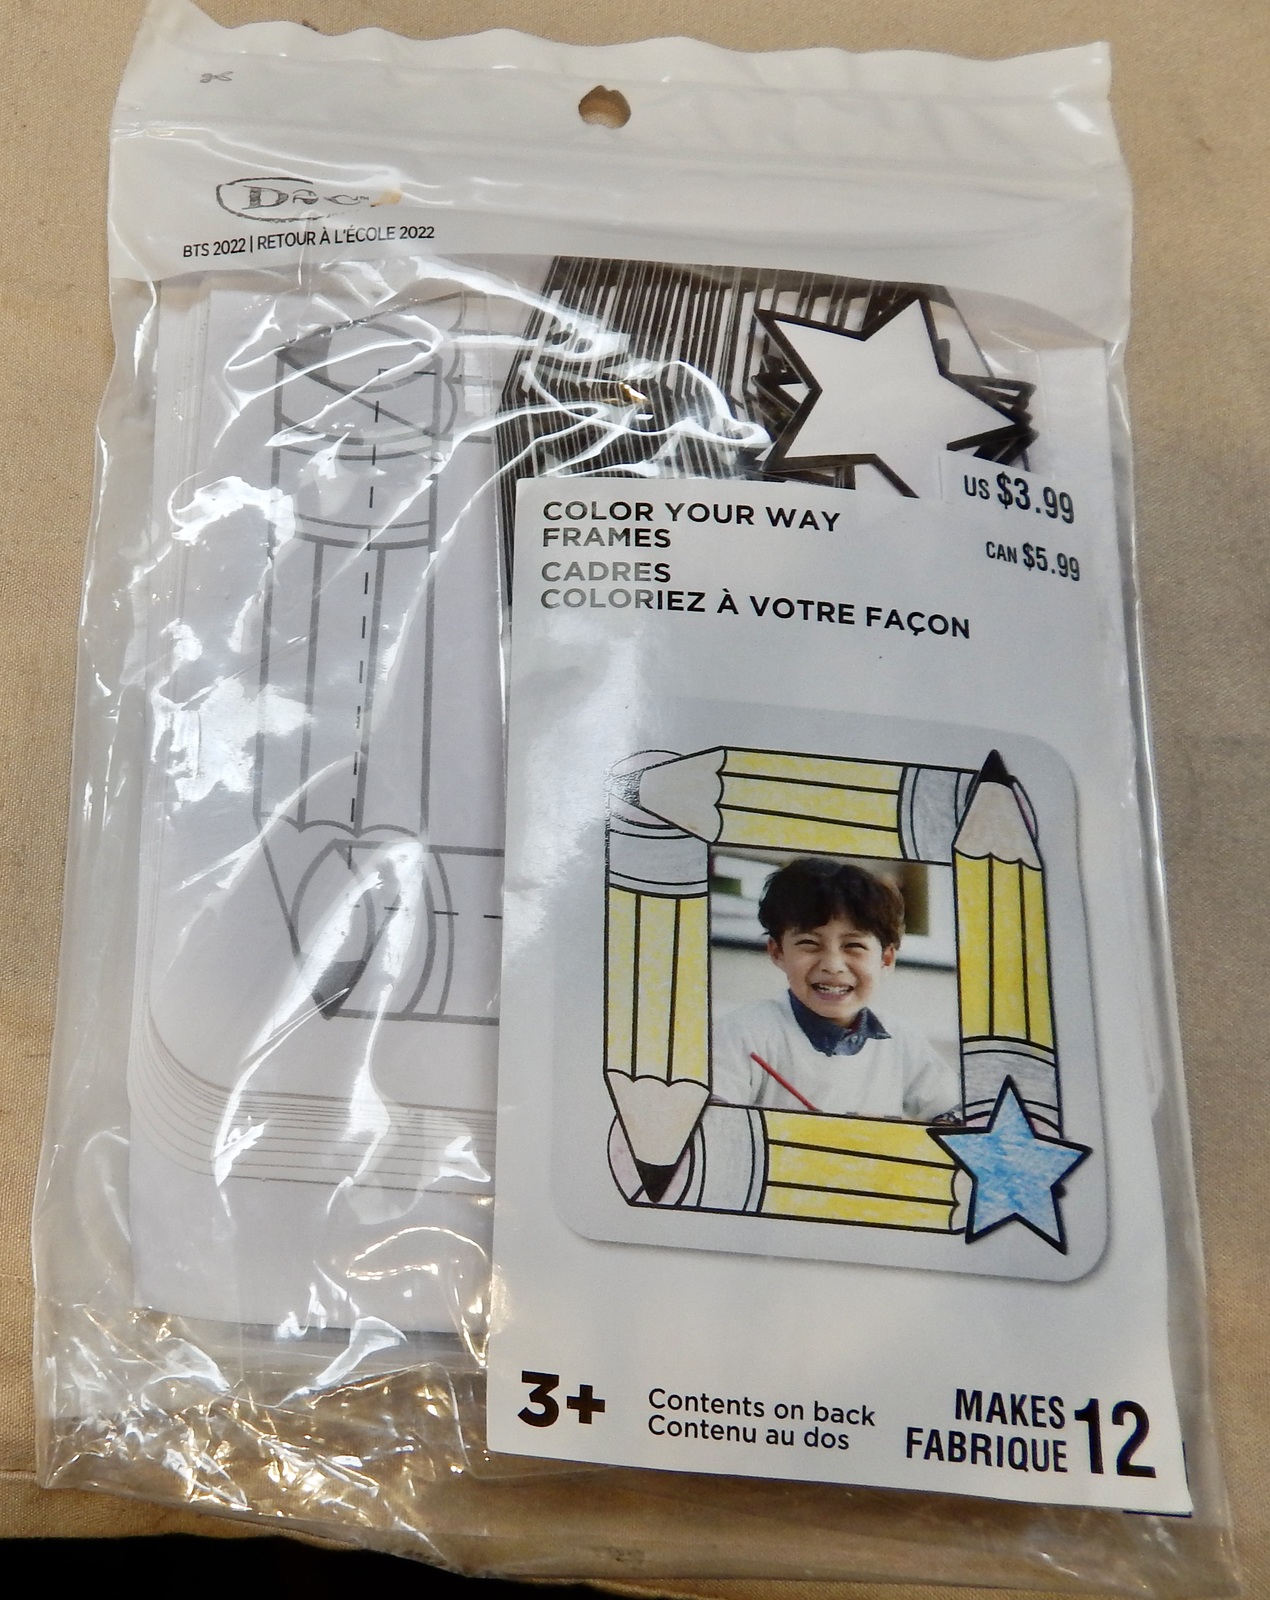 BTS 2022 | RETOUR À L'ÉCOLE 2022
US $3.99
CAN $5.99
COLOR YOUR WAY
FRAMES
CADRES
COLORIEZ À VOTRE FAÇON
3+
Contents on back
Contenu au dos
MAKES
FABRIQUE
12